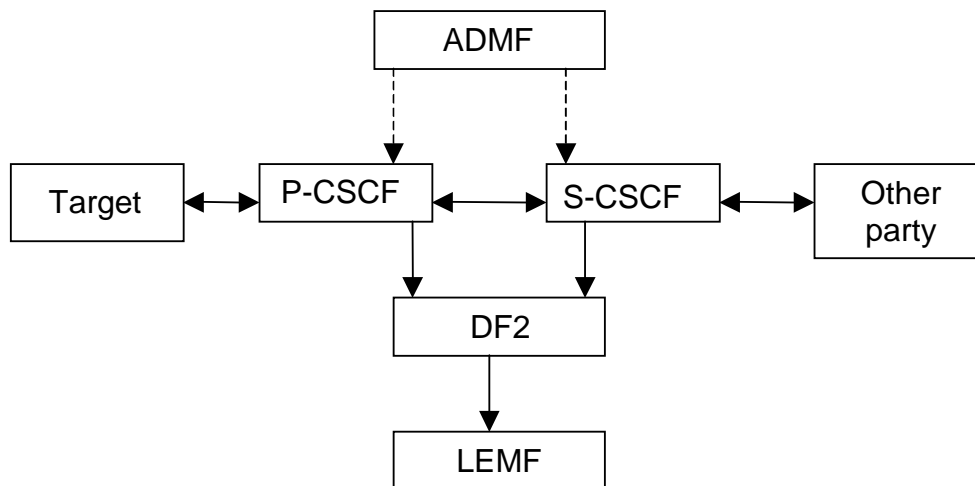 ADMF
Target
P-CSCF
S-CSCF
Other
party
DF2
LEMF